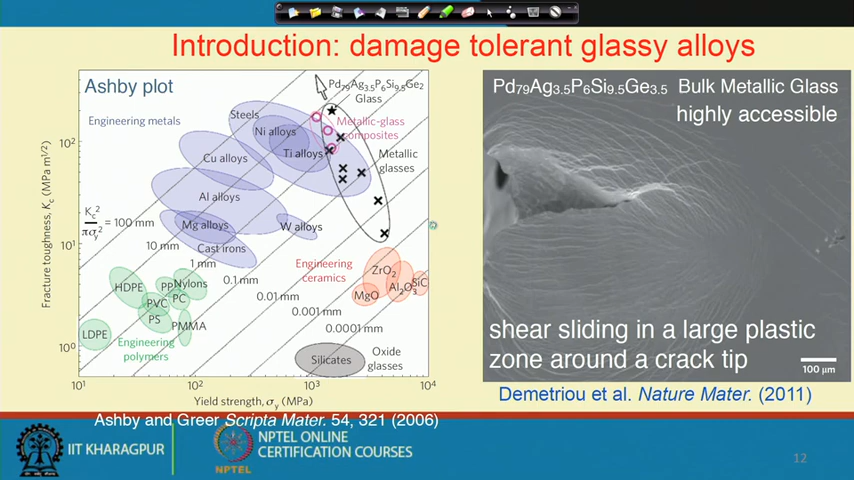 Introduction: damage tolerant glassy alloys
Ashby plot
Pd79Ag3.5P6Si9.5Ge2
Glass
Engineering metals
Steels
Ni alloys
Metallic-glass
composites
Cu alloys
Ti alloys
Metallic
glasses
Al alloys
Kc²/πσy² = 100 mm
Mg alloys
W alloys
Cast irons
10 mm
1 mm
0.1 mm
0.01 mm
0.001 mm
0.0001 mm
Engineering
ceramics
ZrO2
SiC
Al2O3
MgO
HDPE
PP
Nylons
PVC
PC
PS
PMMA
LDPE
Engineering
polymers
Silicates
Oxide
glasses
Fracture toughness, Kc (MPa m1/2)
10²
10¹
10⁰
10¹
10²
10³
10⁴
Yield strength, σy (MPa)
Ashby and Greer Scripta Mater. 54, 321 (2006)
Pd79Ag3.5P6Si9.5Ge3.5 Bulk Metallic Glass
highly accessible
shear sliding in a large plastic
zone around a crack tip
100 μm
Demetriou et al. Nature Mater. (2011)
IIT KHARAGPUR
NPTEL
NPTEL ONLINE
CERTIFICATION COURSES
12